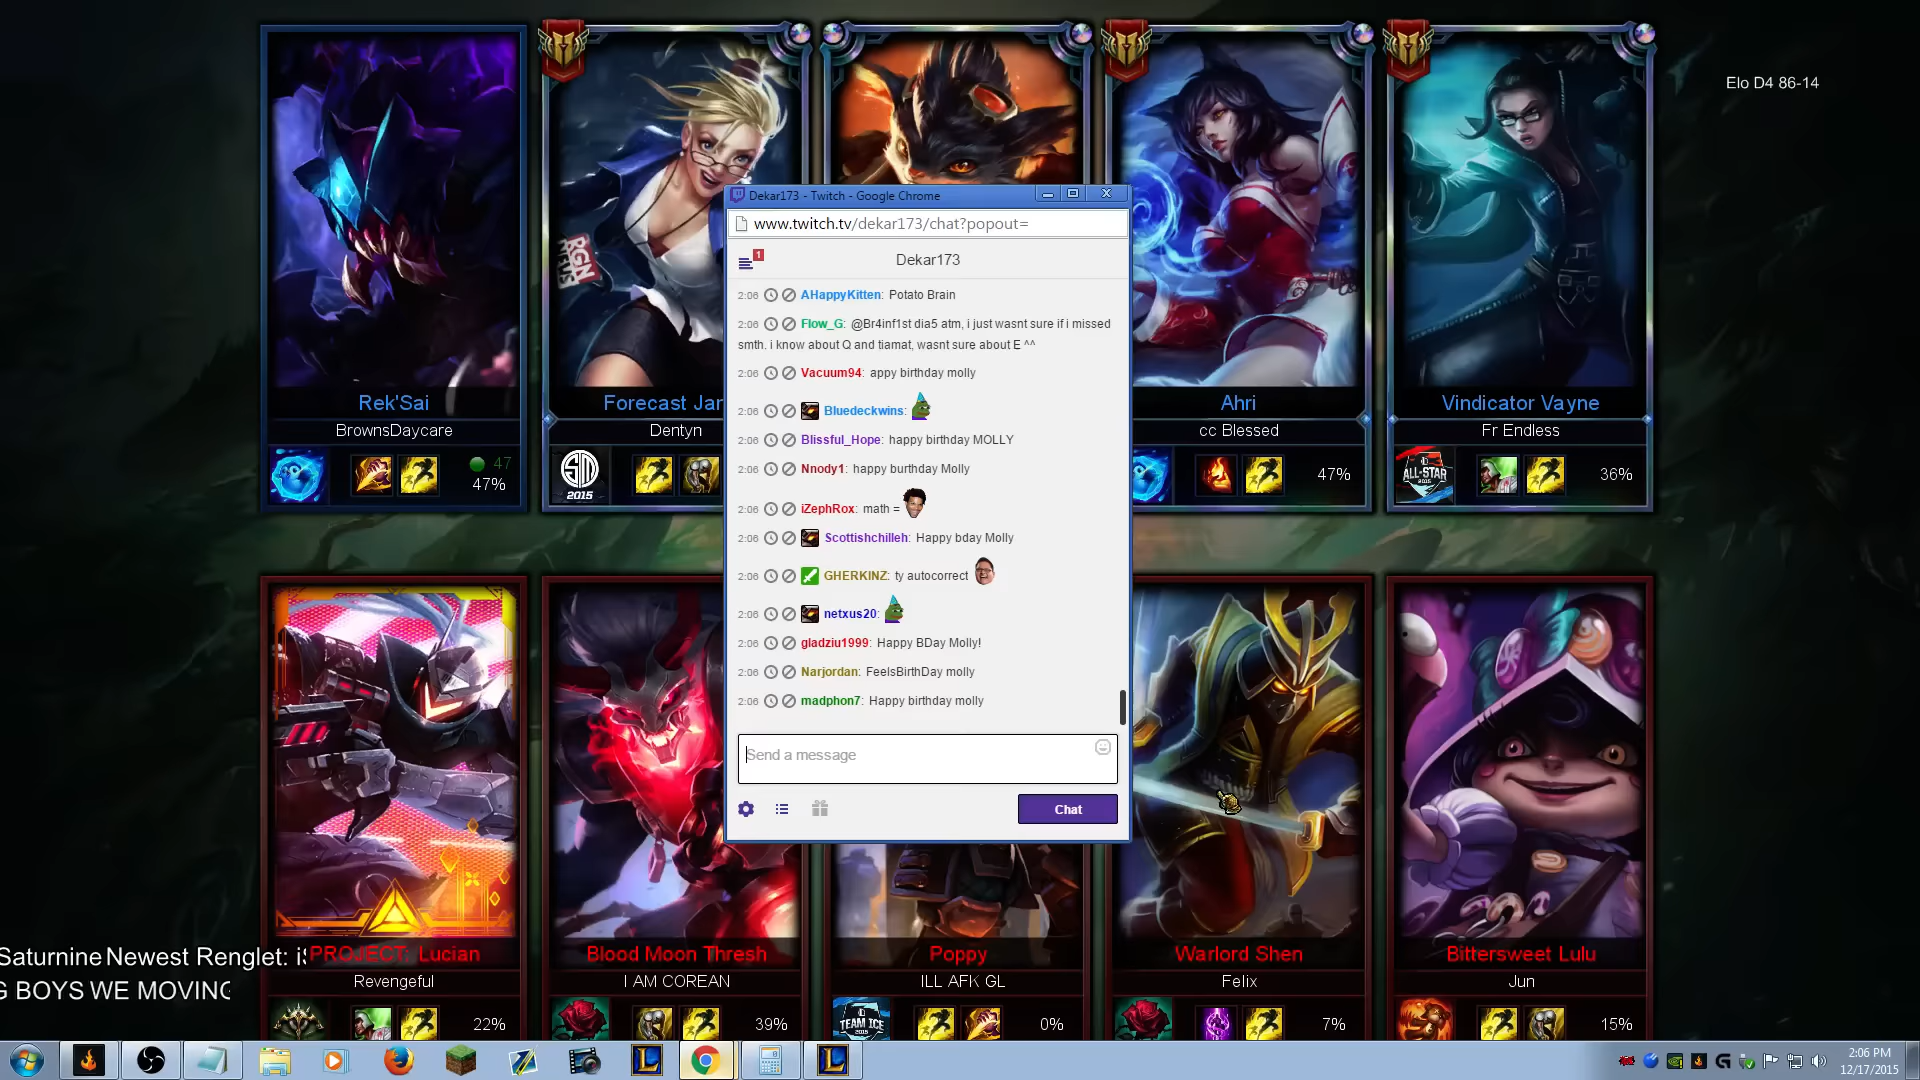 Elo D4 86-14
RGN
Rek'Sai
BrownsDaycare
47
47%
Forecast Jan
Dentyn
2015
Ahri
cc Blessed
47%
Vindicator Vayne
Fr Endless
ALL-STAR
2015
36%
Dekar173 - Twitch - Google Chrome
www.twitch.tv/dekar173/chat?popout=
1
Dekar173
2:06 AHappyKitten: Potato Brain
2:06 Flow_G: @Br4inf1st dia5 atm, i just wasnt sure if i missed
smth. i know about Q and tiamat, wasnt sure about E ^^
2:06 Vacuum94: appy birthday molly
2:06 Bluedeckwins:
2:06 Blissful_Hope: happy birthday MOLLY
2:06 Nnody1: happy burthday Molly
2:06 iZephRox: math =
2:06 Scottishchilleh: Happy bday Molly
2:06 GHERKINZ: ty autocorrect
2:06 netxus20:
2:06 gladziu1999: Happy BDay Molly!
2:06 Narjordan: FeelsBirthDay molly
2:06 madphon7: Happy birthday molly
Send a message
Chat
Saturnine Newest Renglet:
G BOYS WE MOVING
PROJECT: Lucian
Revengeful
22%
Blood Moon Thresh
I AM COREAN
39%
Poppy
ILL AFK GL
TEAM ICE
2015
0%
Warlord Shen
Felix
7%
Bittersweet Lulu
Jun
15%
2:06 PM
12/17/2015